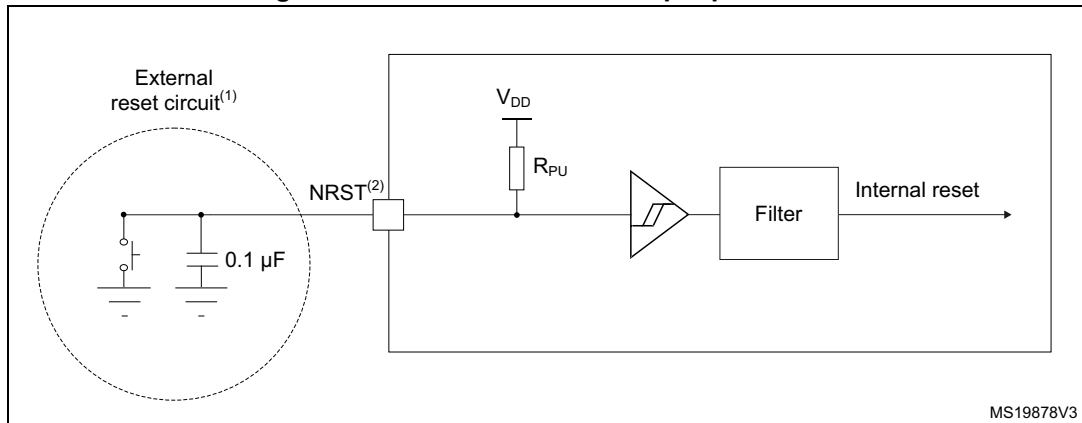 External
reset circuit(1)
VDD
RPU
NRST(2)
Filter
Internal reset
0.1 µF
MS19878V3